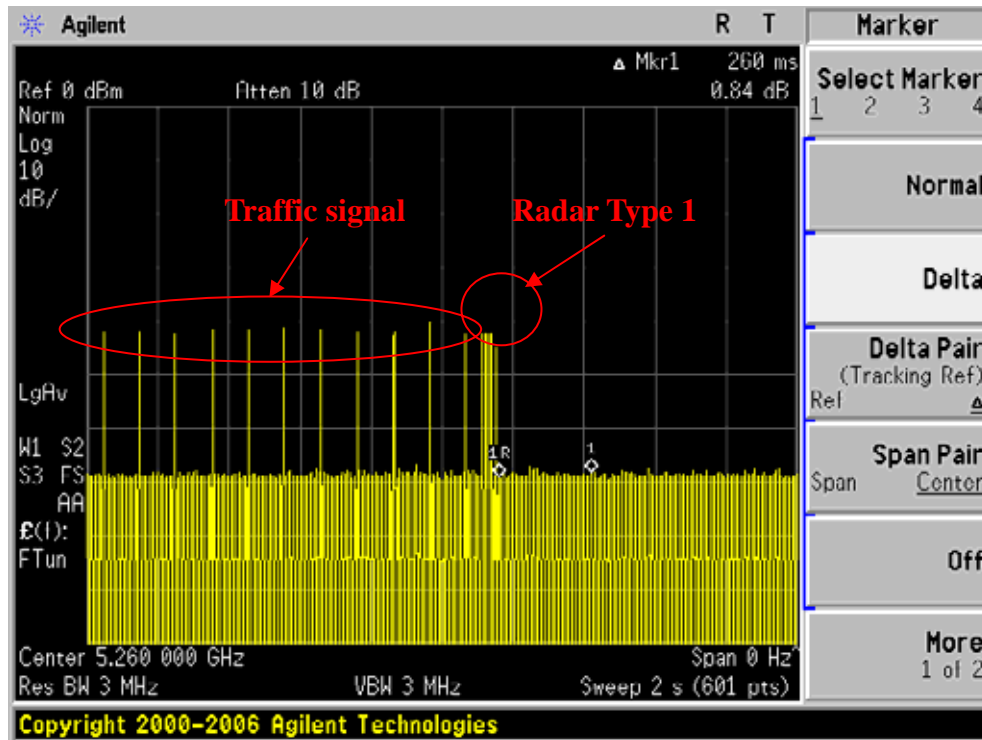 Agilent R T
Marker
Δ Mkr1 260 ms
Ref 0 dBm Atten 10 dB 0.84 dB
Norm
Log
10
dB/
Traffic signal Radar Type 1
LgAv
W1 S2
S3 FS
AA
£(f):
FTun
1R
1
Center 5.260 000 GHz Span 0 Hz^
Res BW 3 MHz VBW 3 MHz Sweep 2 s (601 pts)
Copyright 2000-2006 Agilent Technologies
Select Marker
1 2 3 4
Normal
Delta
Delta Pair
(Tracking Ref)
Ref Δ
Span Pair
Span Center
Off
More
1 of 2